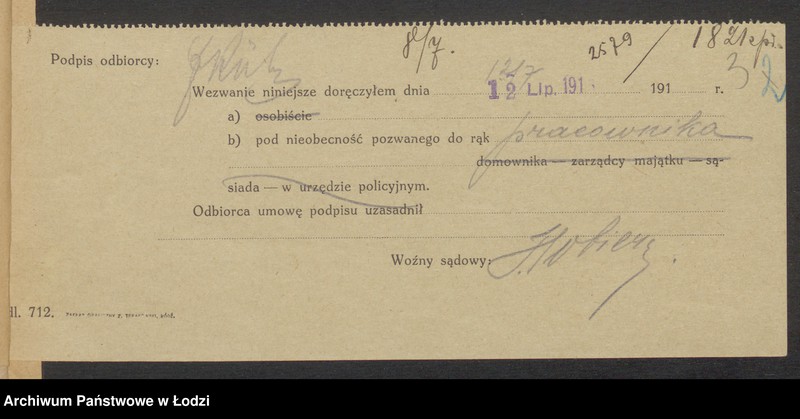 8/7.
2579 / 1821
Podpis odbiorcy:
Wezwanie niniejsze doręczyłem dnia 12 Lip. 191 191 r.
a) osobiście
b) pod nieobecność pozwanego do rąk pracownika
domownika — zarządcy majątku — są-
siada — w urzędzie policyjnym.
Odbiorca umowę podpisu uzasadnił
Woźny sądowy:
712.
Archiwum Państwowe w Łodzi